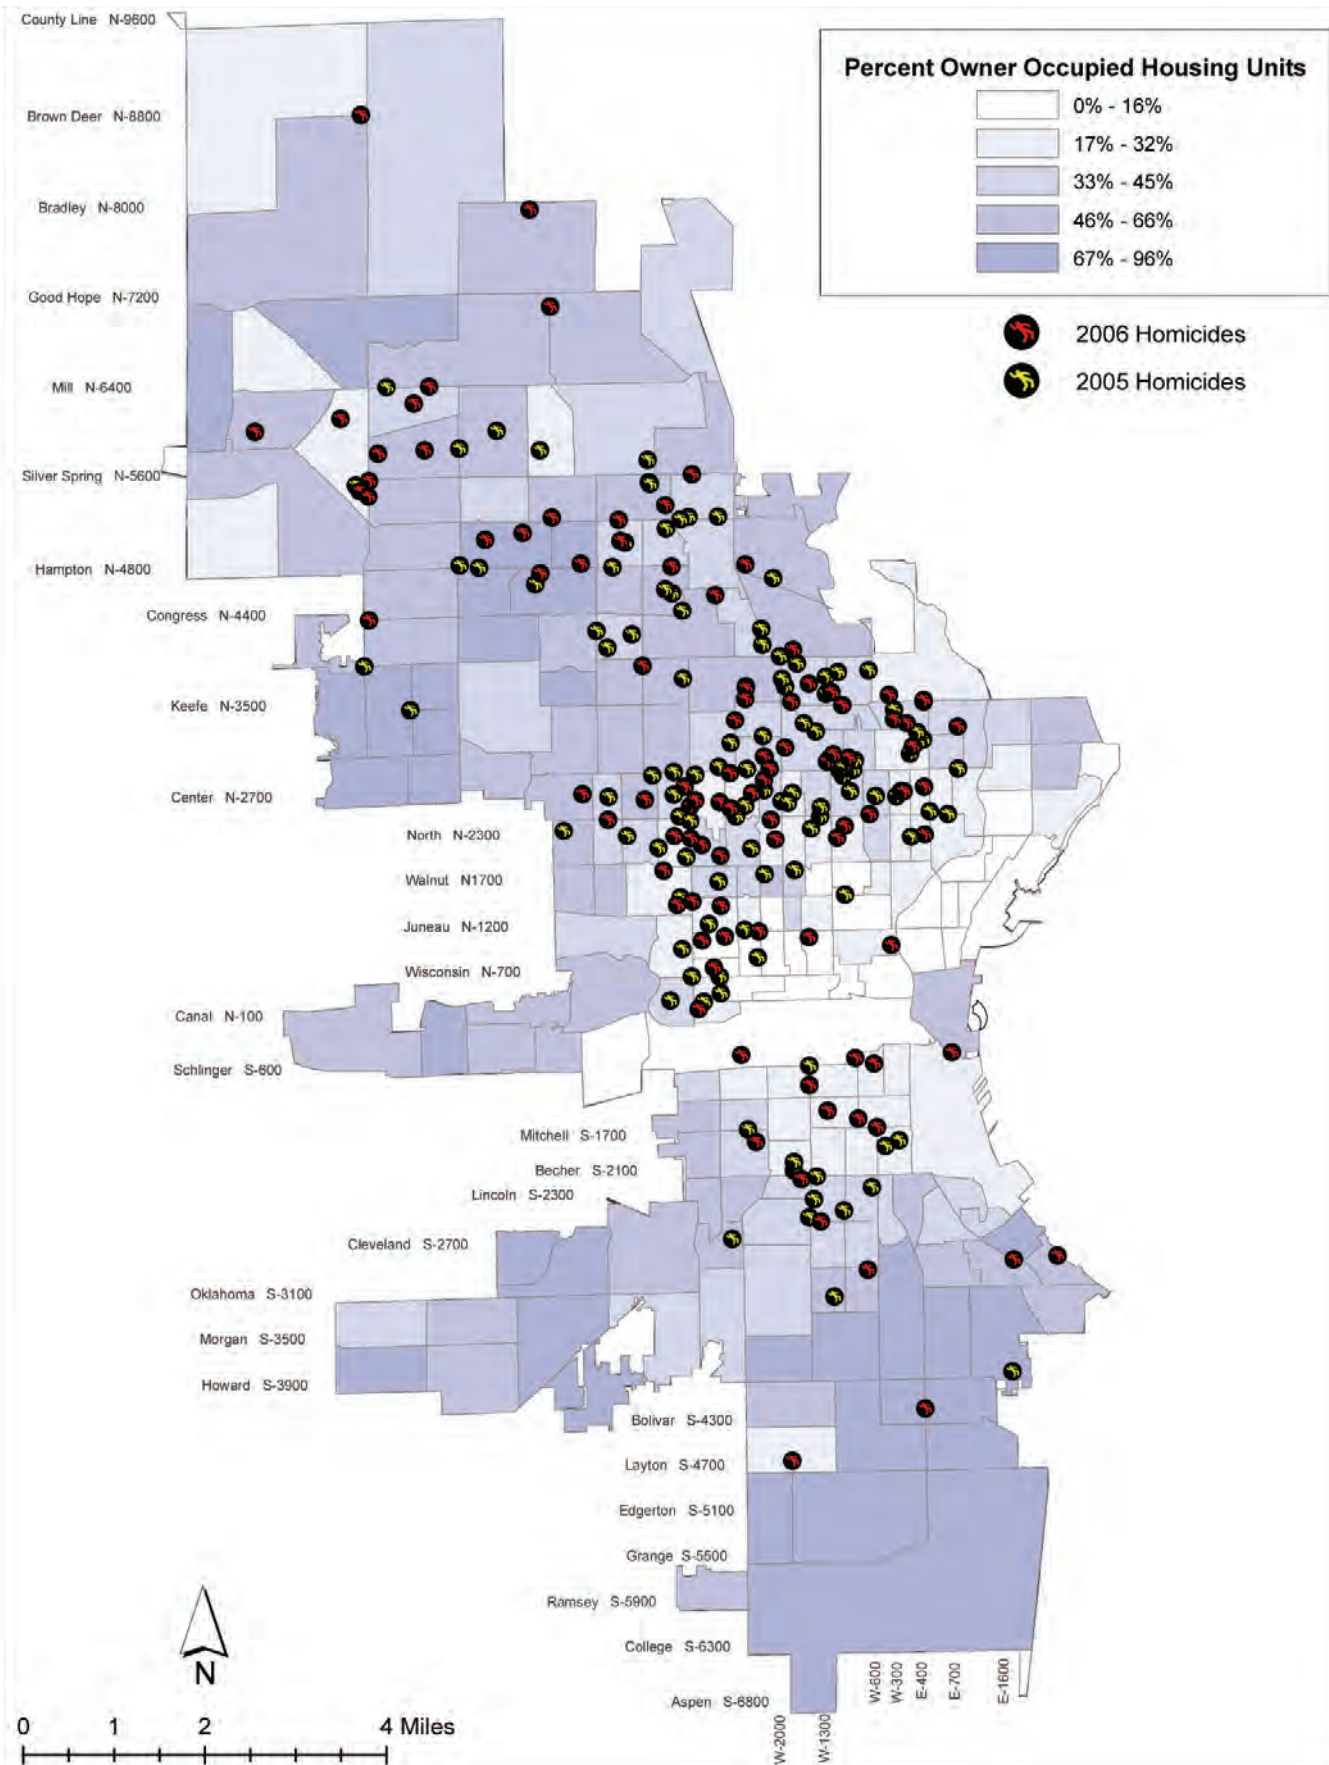 County Line N-9600
Percent Owner Occupied Housing Units
0% - 16%
17% - 32%
33% - 45%
46% - 66%
67% - 96%
2006 Homicides
2005 Homicides
Brown Deer N-8800
Bradley N-8000
Good Hope N-7200
Mill N-6400
Silver Spring N-5600
Hampton N-4800
Congress N-4400
Keefe N-3500
Center N-2700
North N-2300
Walnut N1700
Juneau N-1200
Wisconsin N-700
Canal N-100
Schlinger S-600
Mitchell S-1700
Becher S-2100
Lincoln S-2300
Cleveland S-2700
Oklahoma S-3100
Morgan S-3500
Howard S-3900
Bolivar S-4300
Layton S-4700
Edgerton S-5100
Grange S-5500
Ramsey S-5900
College S-6300
Aspen S-6800
W-2000
W-1300
W-600
W-300
E-400
E-700
E-1600
N
0 1 2 4 Miles